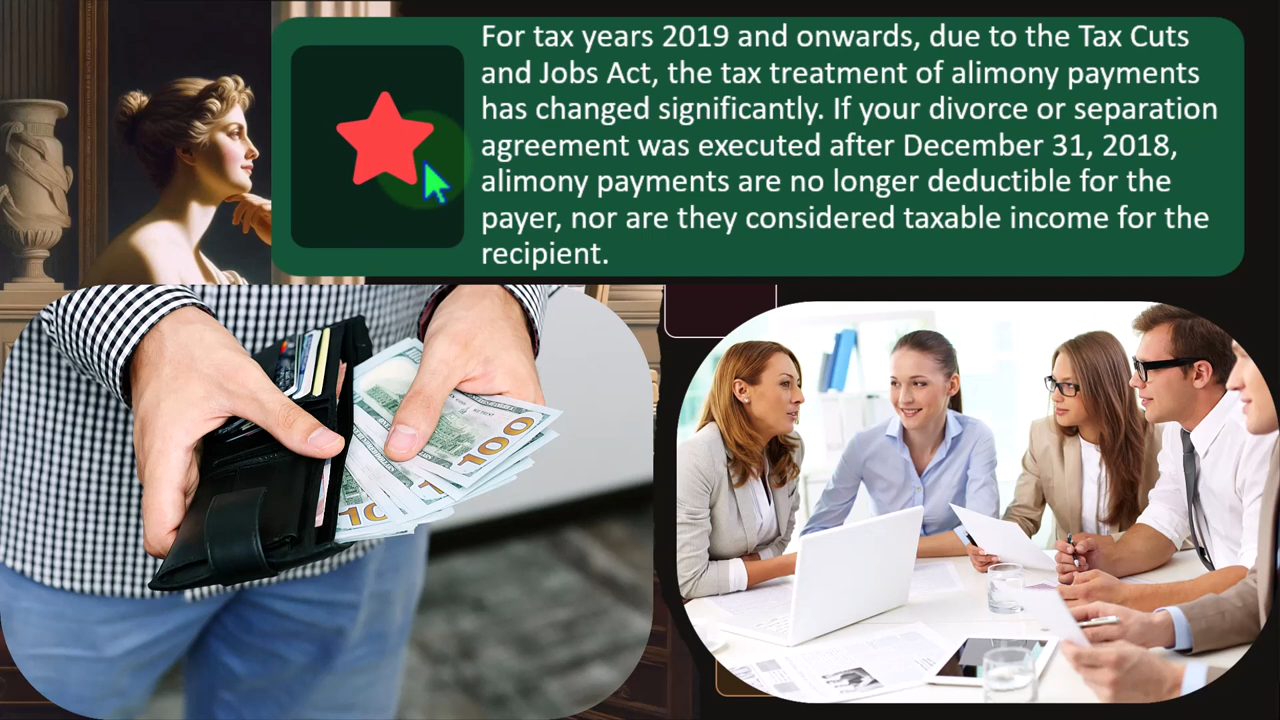 For tax years 2019 and onwards, due to the Tax Cuts
and Jobs Act, the tax treatment of alimony payments
has changed significantly. If your divorce or separation
agreement was executed after December 31, 2018,
alimony payments are no longer deductible for the
payer, nor are they considered taxable income for the
recipient.
100